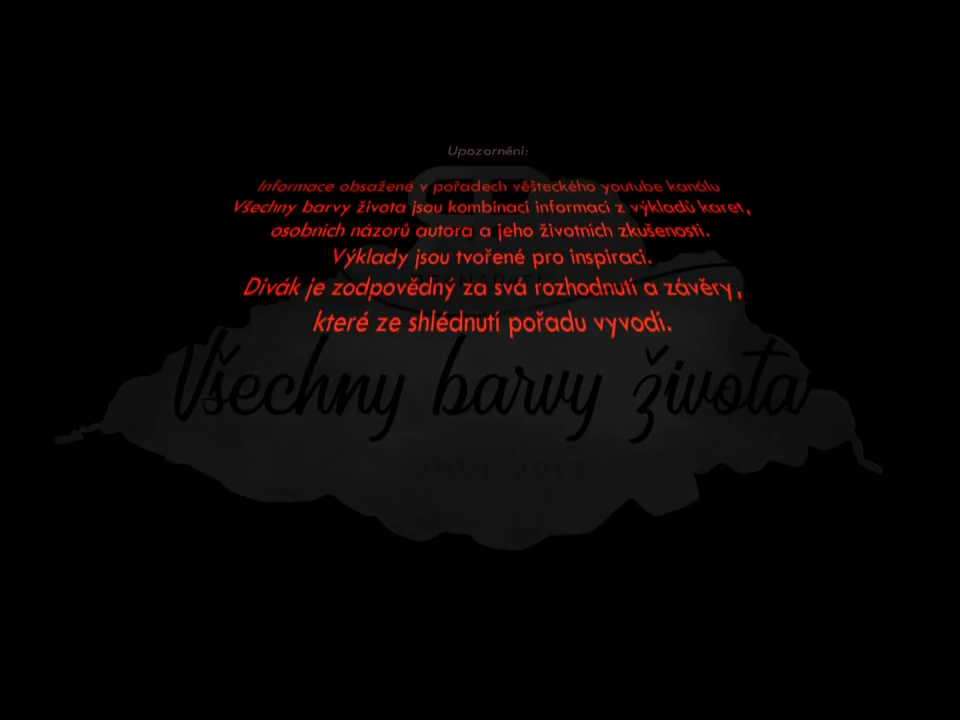 Upozornění:
Informace obsažené v pořadech věšteckého youtube kanálu
Všechny barvy života jsou kombinací informací z výkladů karet,
osobních názorů autora a jeho životních zkušeností.
Výklady jsou tvořené pro inspiraci.
Divák je zodpovědný za svá rozhodnutí a závěry,
které ze shlédnutí pořadu vyvodí.
Všechny barvy života